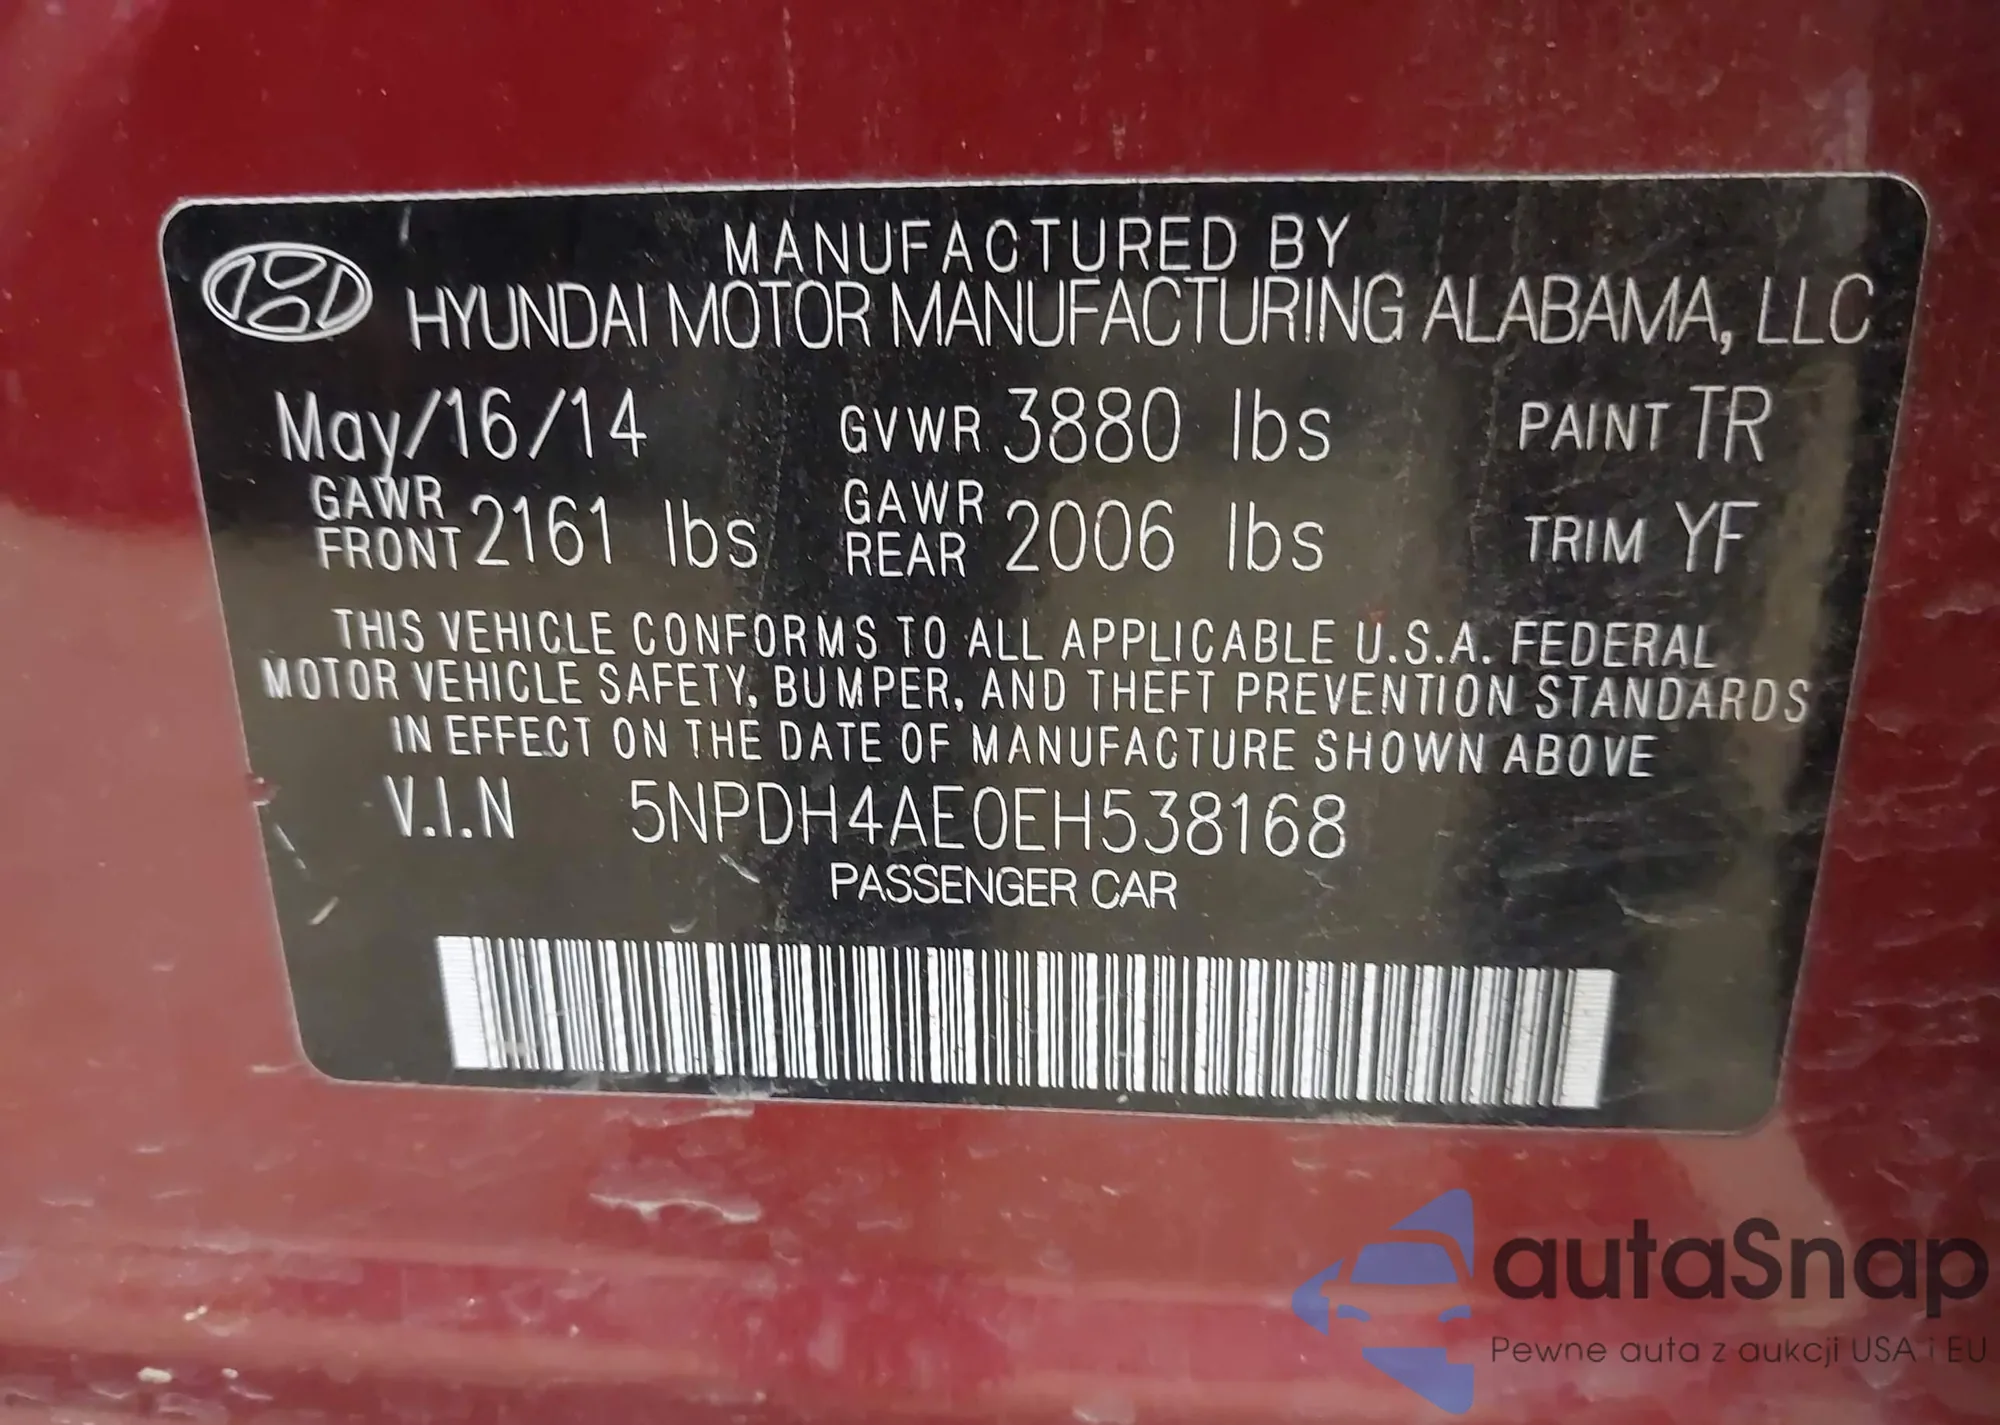 MANUFACTURED BY
HYUNDAI MOTOR MANUFACTURING ALABAMA, LLC
May/16/14 GVWR 3880 lbs PAINT TR
GAWR FRONT 2161 lbs GAWR REAR 2006 lbs TRIM YF
THIS VEHICLE CONFORMS TO ALL APPLICABLE U.S.A. FEDERAL
MOTOR VEHICLE SAFETY, BUMPER, AND THEFT PREVENTION STANDARDS
IN EFFECT ON THE DATE OF MANUFACTURE SHOWN ABOVE
V.I.N 5NPDH4AE0EH538168
PASSENGER CAR
autaSnap
Pewne auta z aukcji USA i EU